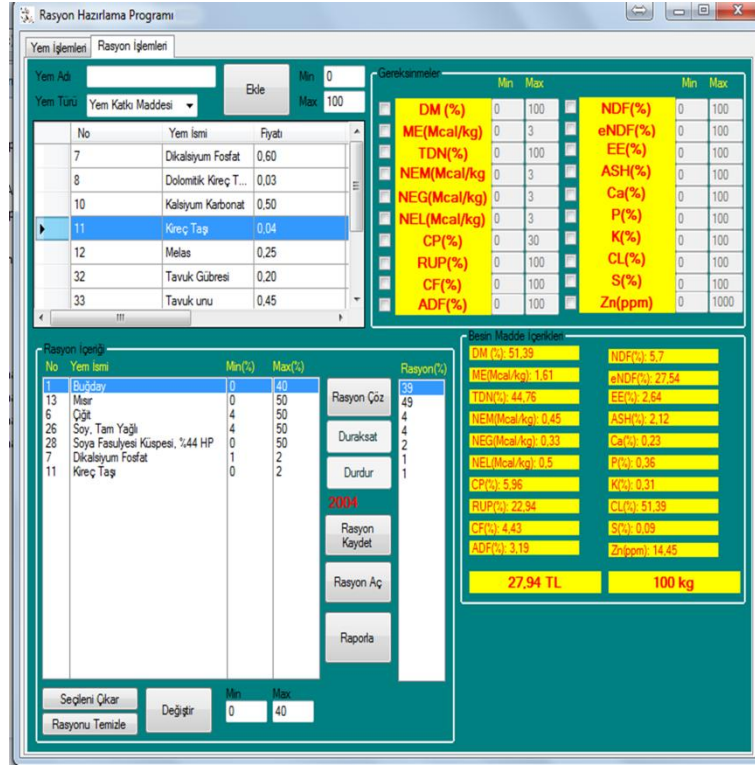 Rasyon Hazırlama Programı
Yem İşlemleri Rasyon İşlemleri
Yem Adı Ekle Min 0
Yem Türü Yem Katkı Maddesi Max 100
No Yem İsmi Fiyatı
7 Dikalsiyum Fosfat 0,60
8 Dolomitik Kireç T... 0,03
10 Kalsiyum Karbonat 0,50
11 Kireç Taşı 0,04
12 Melas 0,25
32 Tavuk Gübresi 0,20
33 Tavuk unu 0,45
Gereksinmeler
Min Max Min Max
DM (%) 0 100 NDF(%) 0 100
ME(Mcal/kg) 0 3 eNDF(%) 0 100
TDN(%) 0 100 EE(%) 0 100
NEM(Mcal/kg 0 3 ASH(%) 0 100
NEG(Mcal/kg) 0 3 Ca(%) 0 100
NEL(Mcal/kg) 0 3 P(%) 0 100
CP(%) 0 30 K(%) 0 100
RUP(%) 0 100 CL(%) 0 100
CF(%) 0 100 S(%) 0 100
ADF(%) 0 100 Zn(ppm) 0 1000
Rasyon İçeriği
No Yem İsmi Min(%) Max(%) Rasyon(%)
1 Buğday 0 40 39
13 Mısır 0 50 49
6 Çiğit 4 50 4
26 Soy, Tam Yağlı 4 50 4
28 Soya Fasulyesi Küspesi, %44 HP 0 50 2
7 Dikalsiyum Fosfat 1 2 1
11 Kireç Taşı 0 2 1
Rasyon Çöz
Duraksat
Durdur
2004
Rasyon
Kaydet
Rasyon Aç
Raporla
Seçileni Çıkar
Rasyonu Temizle
Değiştir
Min Max
0 40
Besin Madde İçerikleri
DM (%): 51,39 NDF(%): 5,7
ME(Mcal/kg): 1,61 eNDF(%): 27,54
TDN(%): 44,76 EE(%): 2,64
NEM(Mcal/kg): 0,45 ASH(%): 2,12
NEG(Mcal/kg): 0,33 Ca(%): 0,23
NEL(Mcal/kg): 0,5 P(%): 0,36
CP(%): 5,96 K(%): 0,31
RUP(%): 22,94 CL(%): 51,39
CF(%): 4,43 S(%): 0,09
ADF(%): 3,19 Zn(ppm): 14,45
27,94 TL 100 kg